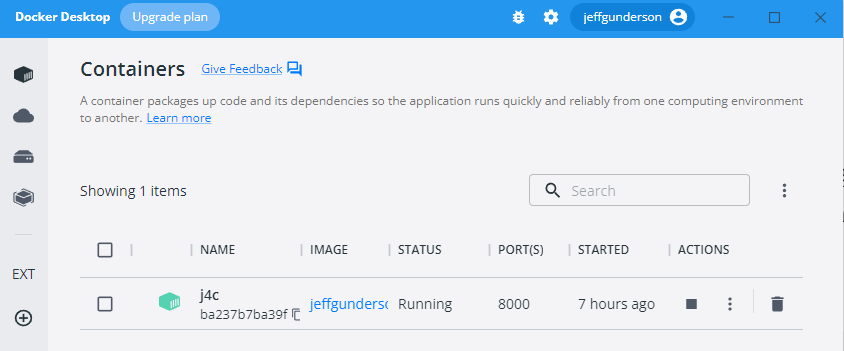 Docker Desktop Upgrade plan jeffgunderson
Containers Give Feedback
A container packages up code and its dependencies so the application runs quickly and reliably from one computing environment
to another. Learn more
Showing 1 items Search
NAME IMAGE STATUS PORT(S) STARTED ACTIONS
EXT
j4c
jeffgunderso Running 8000 7 hours ago
ba237b7ba39f